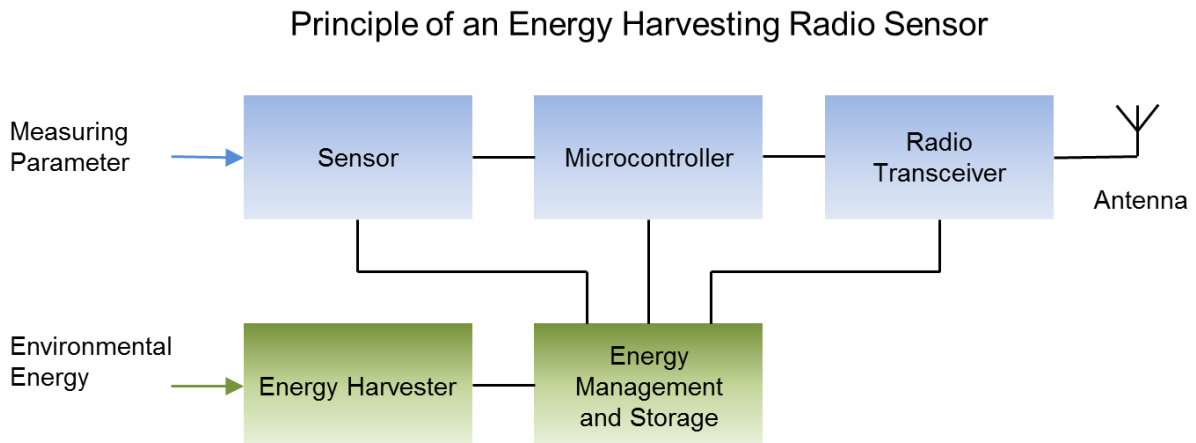 Principle of an Energy Harvesting Radio Sensor
Measuring
Parameter
Sensor
Microcontroller
Radio
Transceiver
Antenna
Environmental
Energy
Energy Harvester
Energy
Management
and Storage